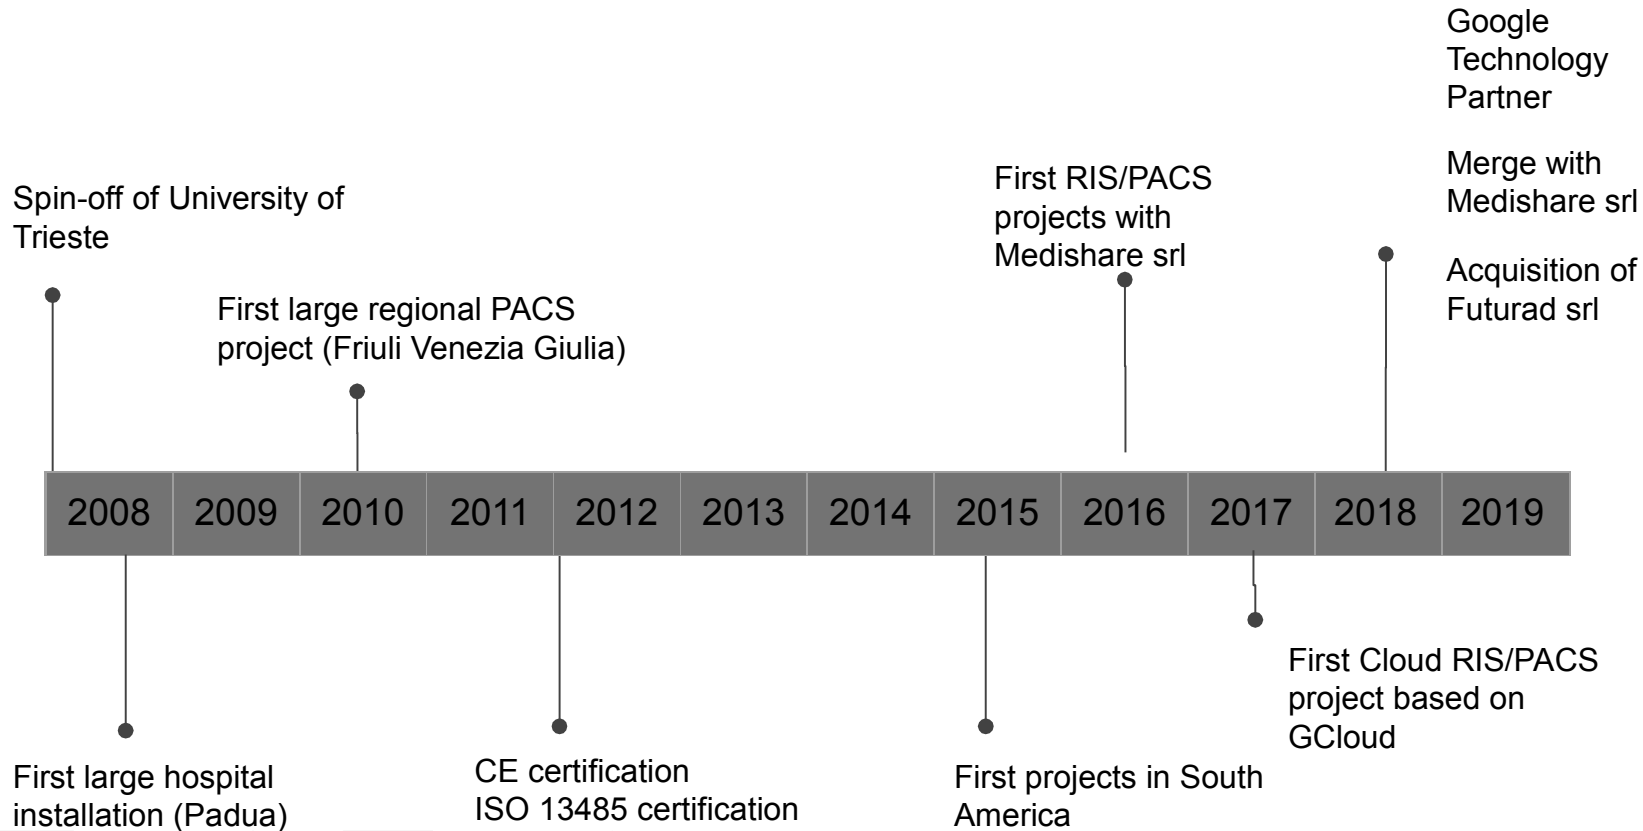 Google
Technology
Partner
Merge with
Medishare srl
Acquisition of
Futurad srl
First RIS/PACS
projects with
Medishare srl
Spin-off of University of
Trieste
First large regional PACS
project (Friuli Venezia Giulia)
2008 2009 2010 2011 2012 2013 2014 2015 2016 2017 2018 2019
First Cloud RIS/PACS
project based on
GCloud
First large hospital
installation (Padua)
CE certification
ISO 13485 certification
First projects in South
America